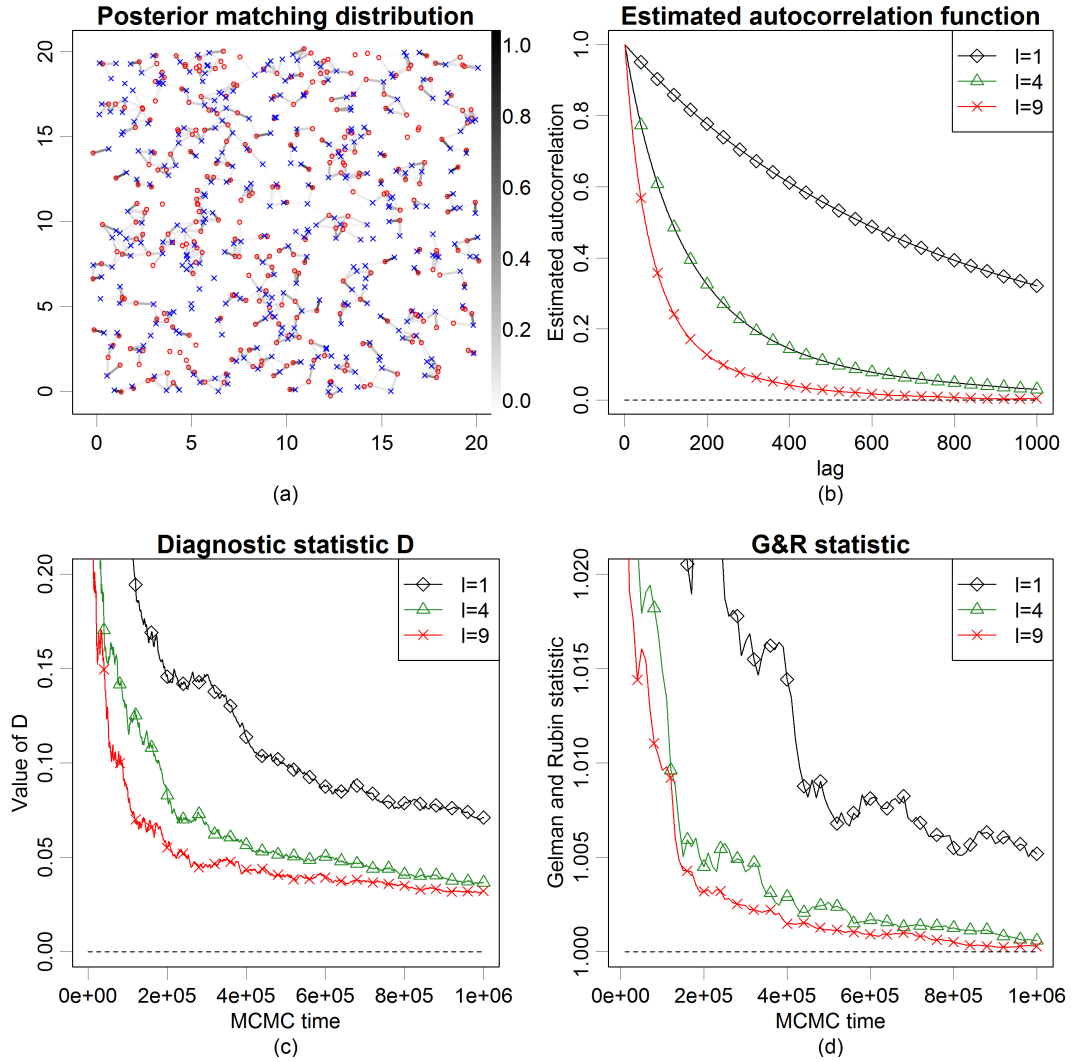 Posterior matching distribution
20
15
10
5
0
0 5 10 15 20
1.0
0.8
0.6
0.4
0.2
0.0
(a)
Estimated autocorrelation function
Estimated autocorrelation
1.0
0.8
0.6
0.4
0.2
0.0
l=1
l=4
l=9
0 200 400 600 800 1000
lag
(b)
Diagnostic statistic D
Value of D
0.20
0.15
0.10
0.05
0.00
l=1
l=4
l=9
0e+00 2e+05 4e+05 6e+05 8e+05 1e+06
MCMC time
(c)
G&R statistic
Gelman and Rubin statistic
1.020
1.015
1.010
1.005
1.000
l=1
l=4
l=9
0e+00 2e+05 4e+05 6e+05 8e+05 1e+06
MCMC time
(d)